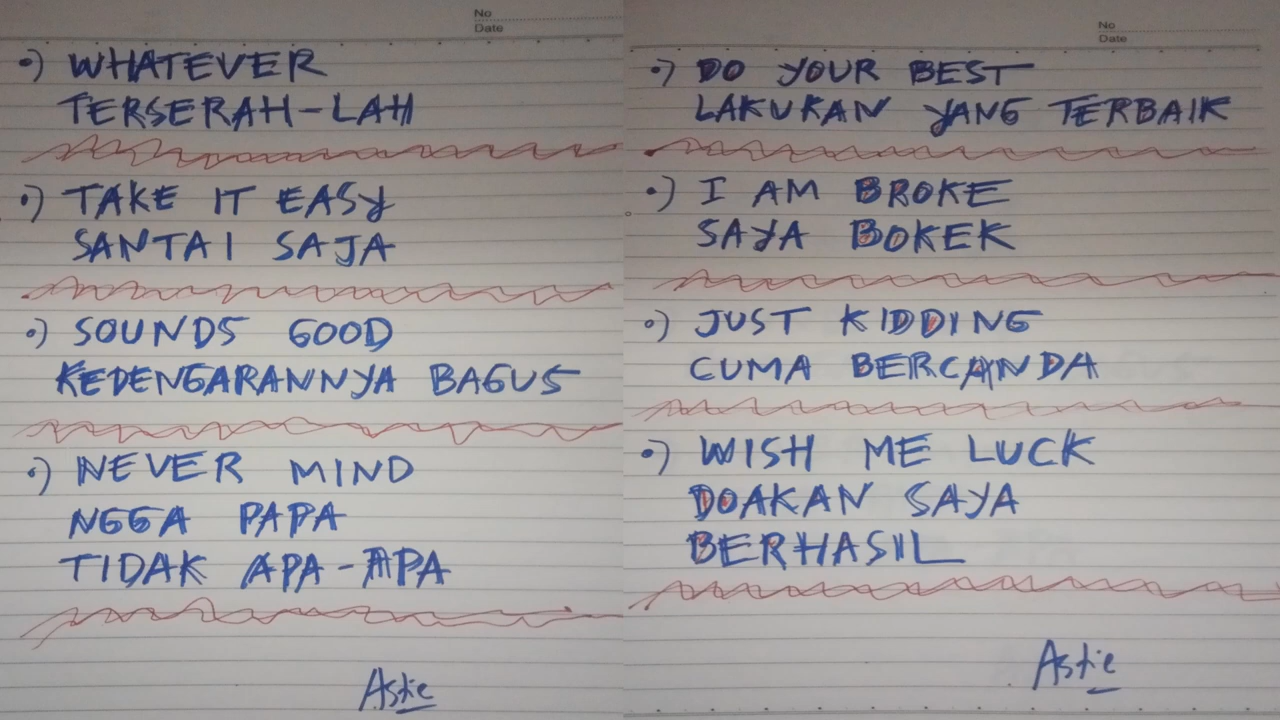 No
Date
•) WHATEVER
TERSERAH-LAH
•) TAKE IT EASY
SANTAI SAJA
•) SOUNDS GOOD
KEDENGARANNYA BAGUS
•) NEVER MIND
NGGA PAPA
TIDAK APA-APA
Astie
No
Date
•) DO YOUR BEST
LAKUKAN YANG TERBAIK
•) I AM BROKE
SAYA BOKEK
•) JUST KIDDING
CUMA BERCANDA
•) WISH ME LUCK
DOAKAN SAYA
BERHASIL
Astie